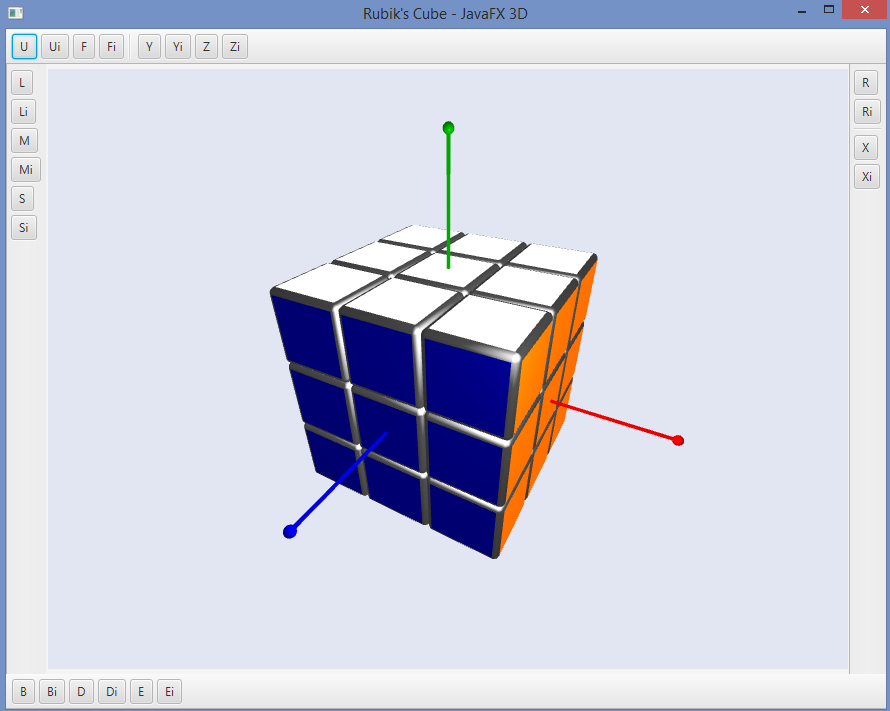 Rubik's Cube - JavaFX 3D
U Ui F Fi Y Yi Z Zi
L
Li
M
Mi
S
Si
R
Ri
X
Xi
B Bi D Di E Ei